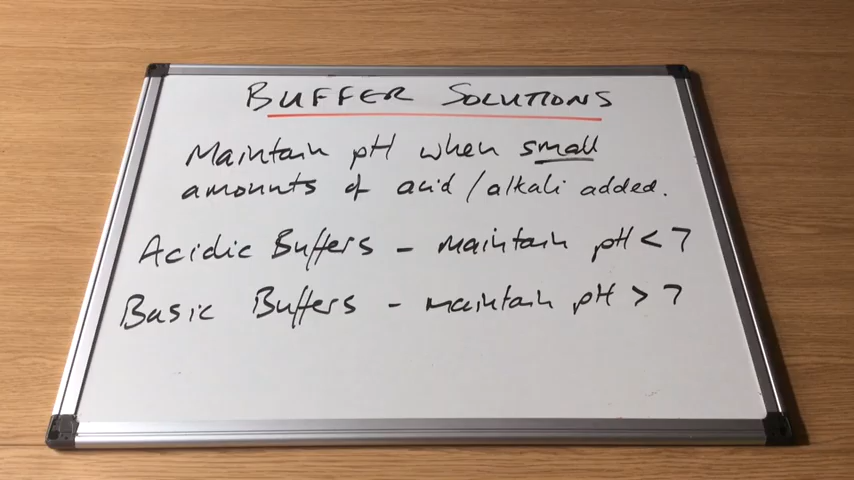 BUFFER SOLUTIONS
Maintain pH when small
amounts of acid/alkali added.
Acidic Buffers - maintain pH < 7
Basic Buffers - maintain pH > 7